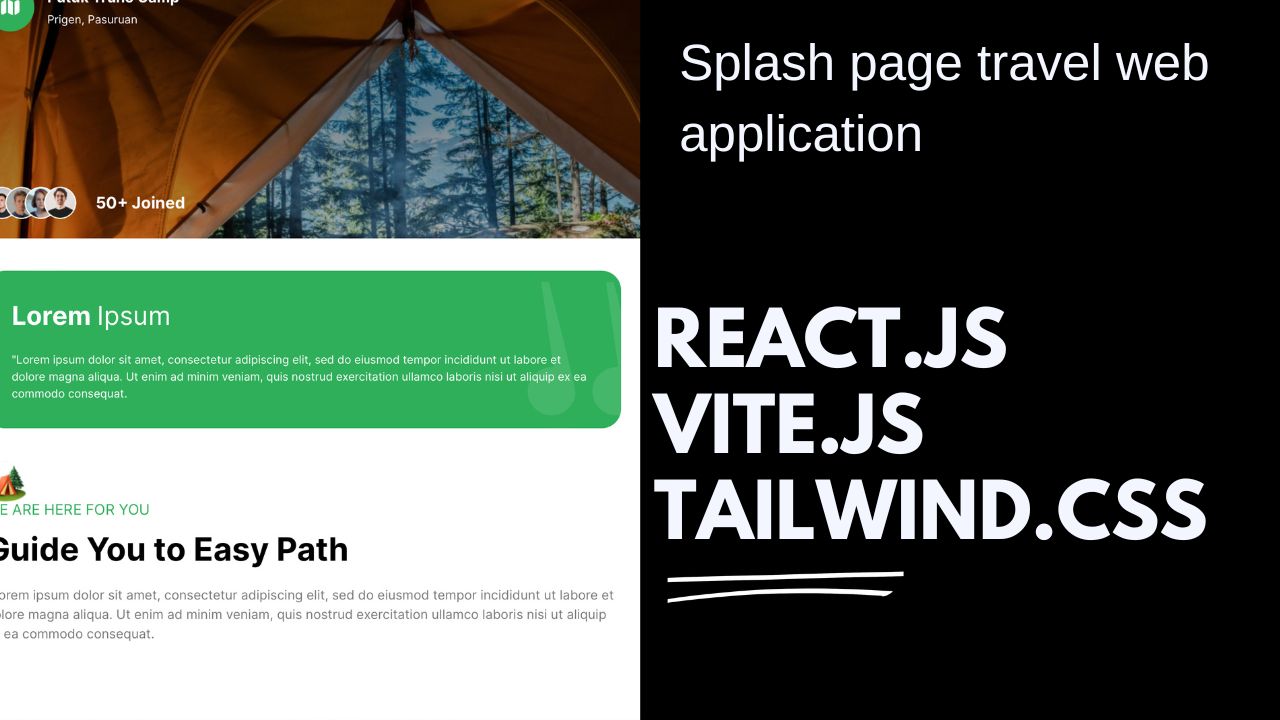 Prigen, Pasuruan
50+ Joined
Lorem Ipsum
"Lorem ipsum dolor sit amet, consectetur adipiscing elit, sed do eiusmod tempor incididunt ut labore et
dolore magna aliqua. Ut enim ad minim veniam, quis nostrud exercitation ullamco laboris nisi ut aliquip ex ea
commodo consequat.
E ARE HERE FOR YOU
Guide You to Easy Path
orem ipsum dolor sit amet, consectetur adipiscing elit, sed do eiusmod tempor incididunt ut labore et
olore magna aliqua. Ut enim ad minim veniam, quis nostrud exercitation ullamco laboris nisi ut aliquip
ea commodo consequat.
Splash page travel web
application
REACT.JS
VITE.JS
TAILWIND.CSS